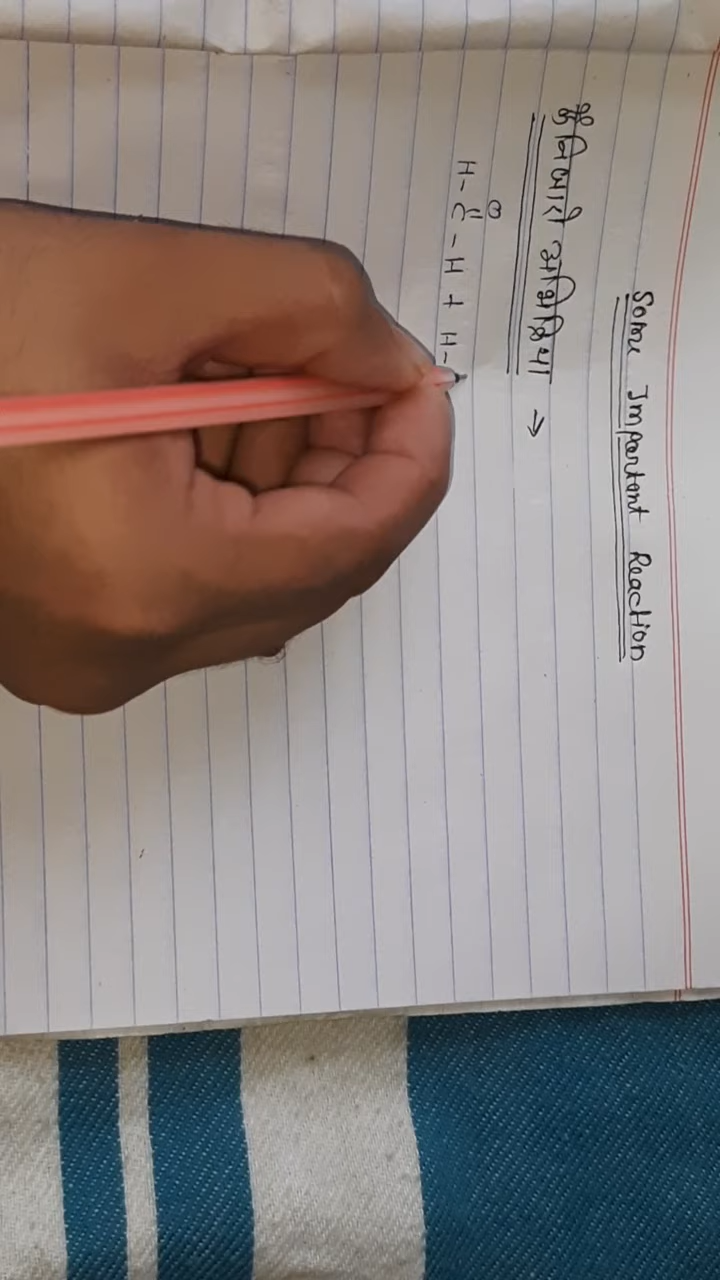 Some Important Reaction
कैनिजारो अभिक्रिया →
O
H-C-H + H-